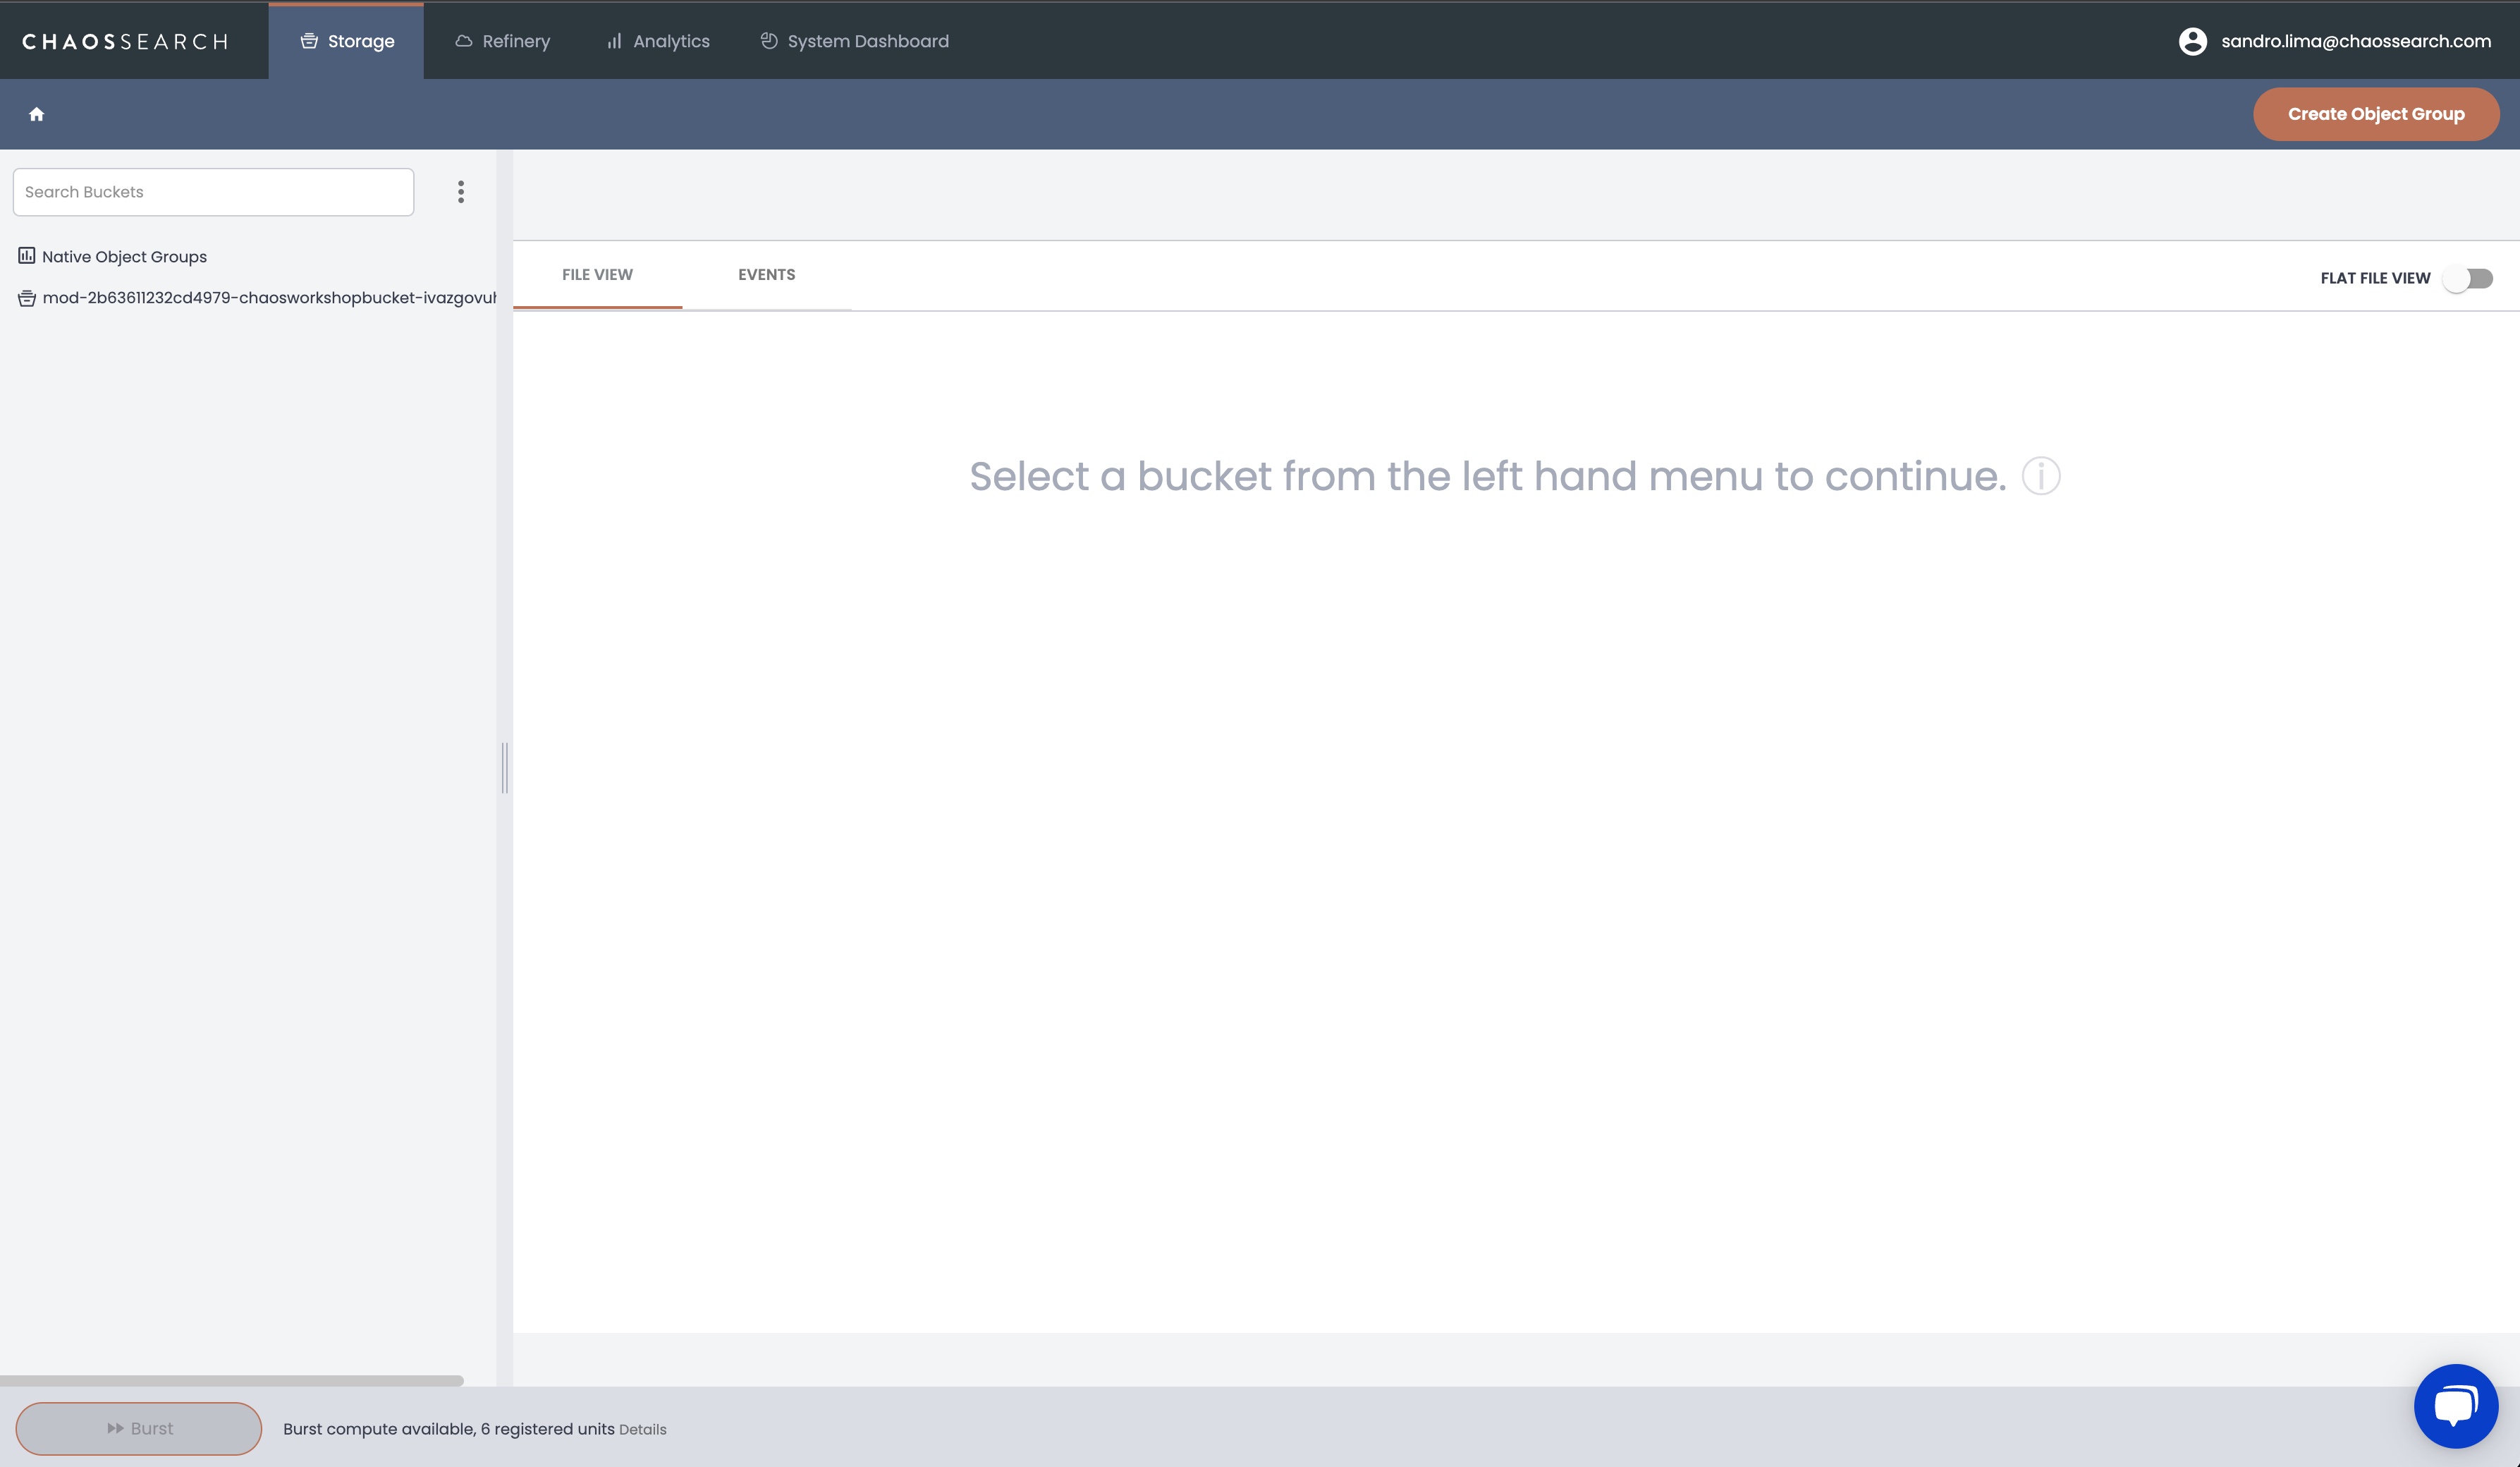 CHAOSSEARCH
Storage
Refinery
Analytics
System Dashboard
sandro.lima@chaossearch.com
Create Object Group
Search Buckets
Native Object Groups
mod-2b63611232cd4979-chaosworkshopbucket-ivazgovuh
FILE VIEW
EVENTS
FLAT FILE VIEW
Select a bucket from the left hand menu to continue.
Burst
Burst compute available, 6 registered units Details